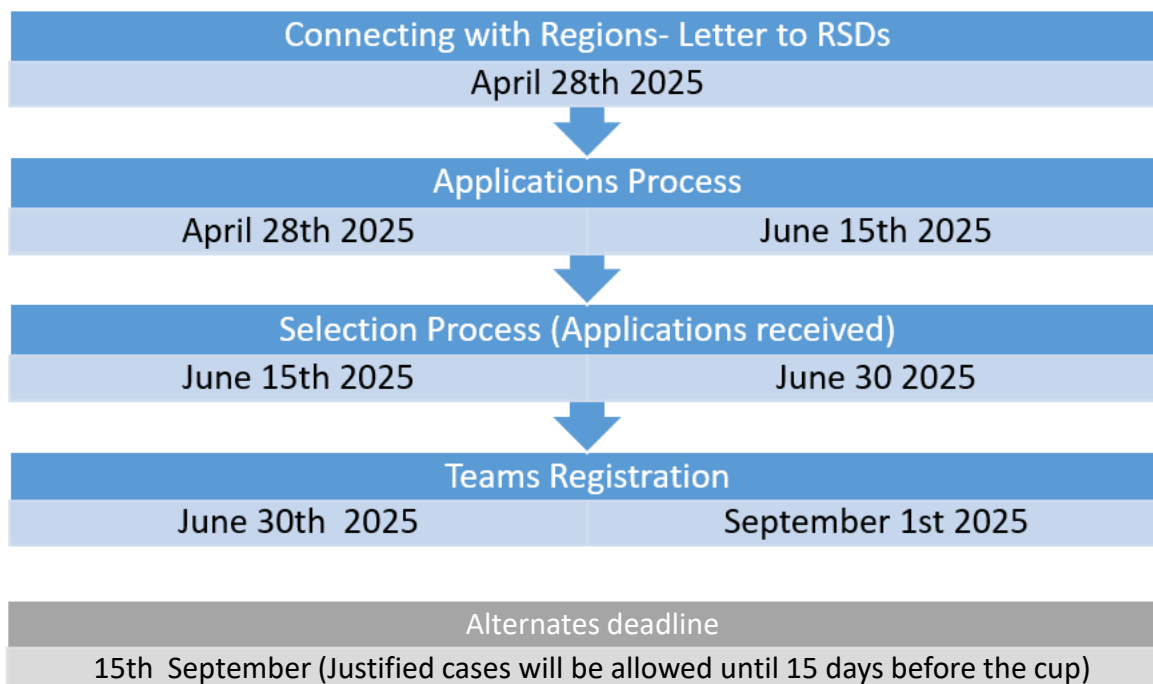 Connecting with Regions- Letter to RSDs
April 28th 2025
Applications Process
April 28th 2025 June 15th 2025
Selection Process (Applications received)
June 15th 2025 June 30 2025
Teams Registration
June 30th  2025 September 1st 2025
Alternates deadline
15th  September (Justified cases will be allowed until 15 days before the cup)